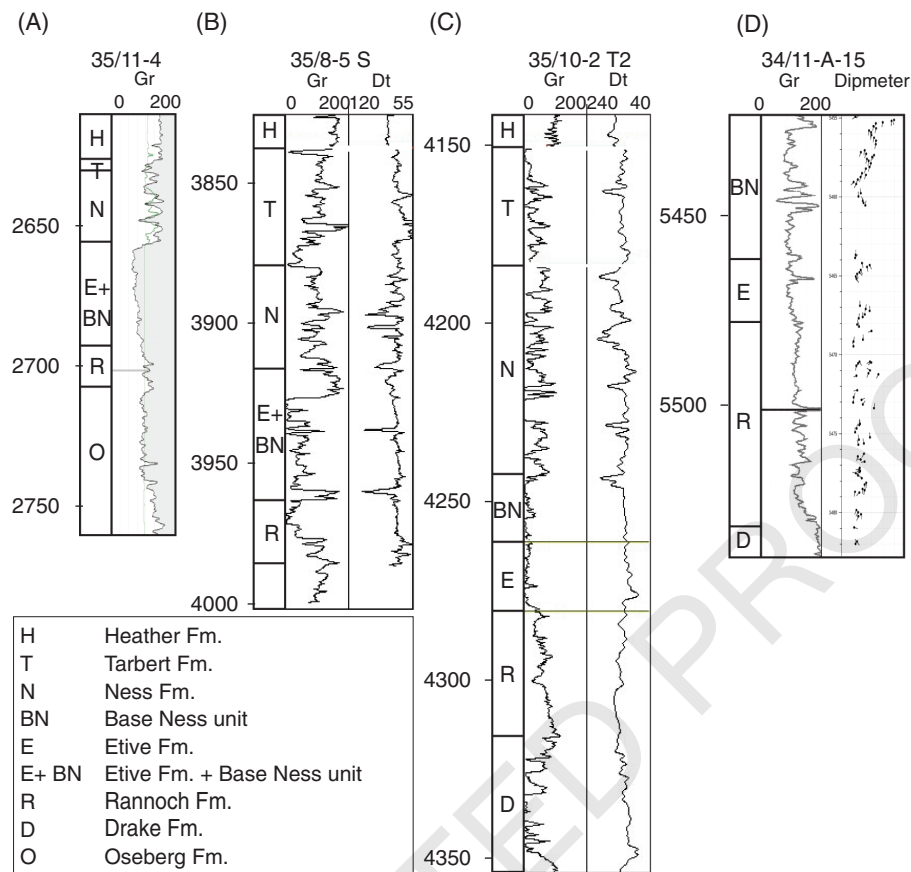 (A)
35/11-4
Gr
0 200
H
T
N
E+
BN
R
O
2650
2700
2750
(B)
35/8-5 S
Gr Dt
0 200 120 55
H
T
N
E+
BN
R
3850
3900
3950
4000
(C)
35/10-2 T2
Gr Dt
0 200 240 40
H
T
N
BN
E
R
D
4150
4200
4250
4300
4350
(D)
34/11-A-15
Gr Dipmeter
0 200
BN
E
R
D
5450
5500
H Heather Fm.
T Tarbert Fm.
N Ness Fm.
BN Base Ness unit
E Etive Fm.
E+ BN Etive Fm. + Base Ness unit
R Rannoch Fm.
D Drake Fm.
O Oseberg Fm.
TED PROO